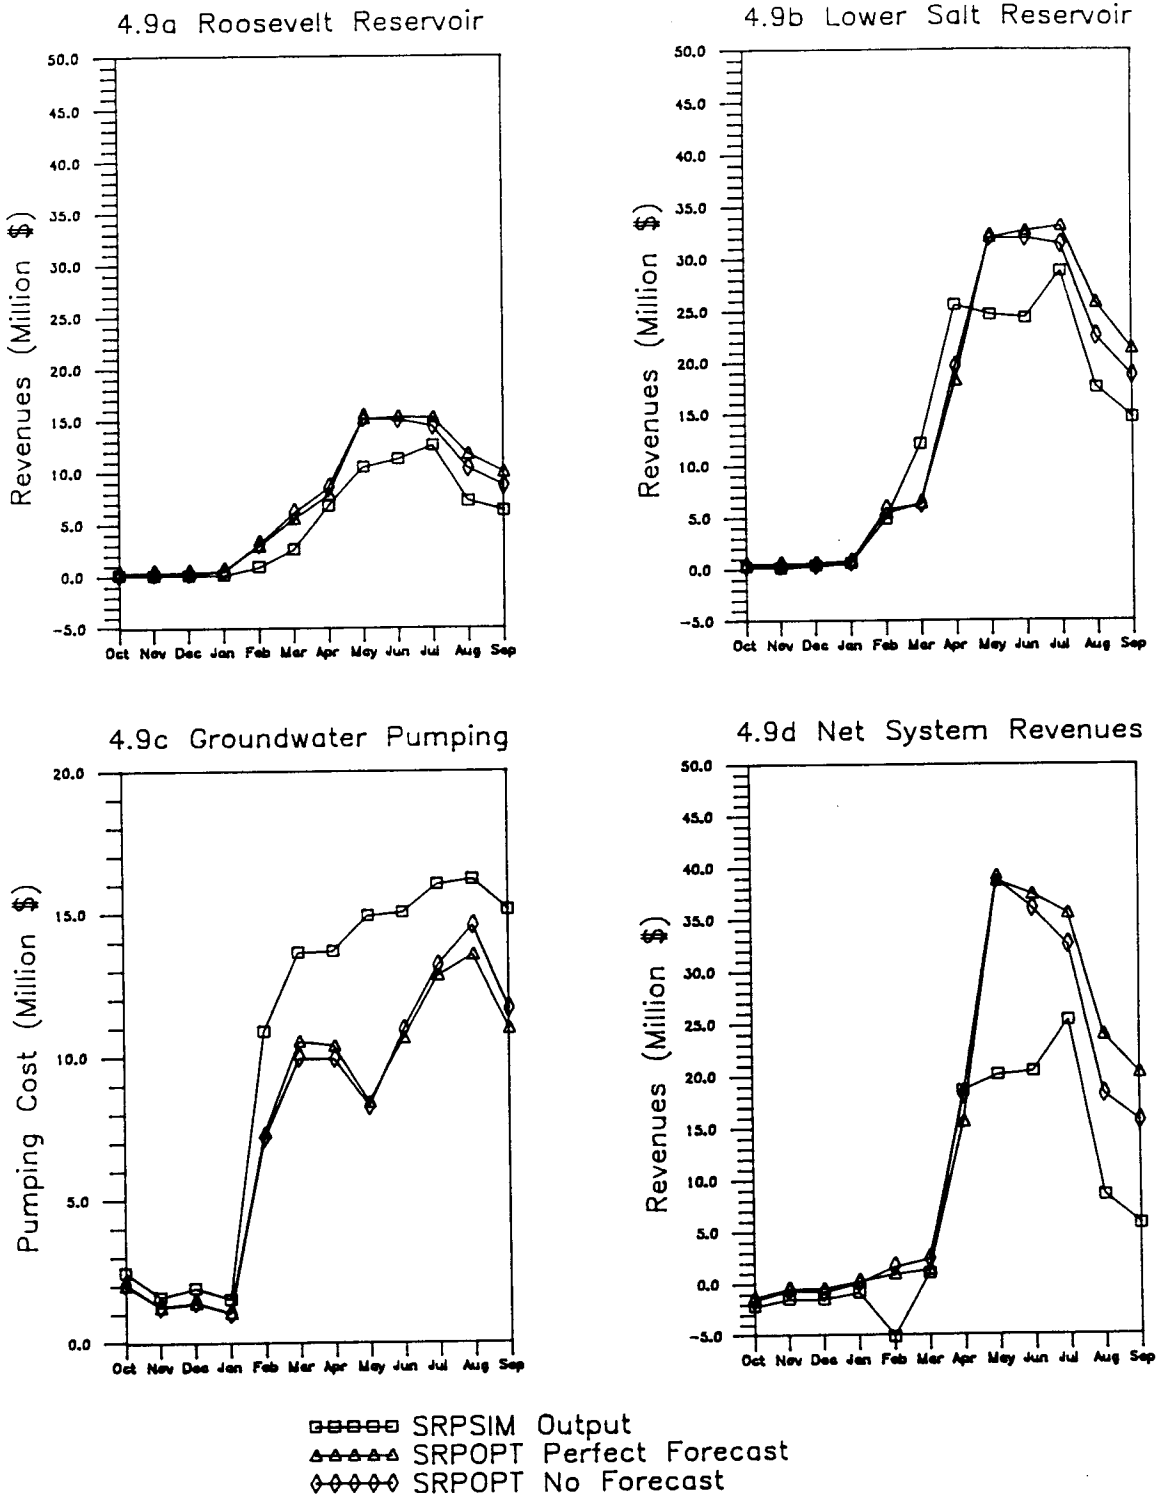 4.9a Roosevelt Reservoir
50.0
45.0
40.0
35.0
30.0
25.0
20.0
15.0
10.0
5.0
0.0
-5.0
Revenues (Million $)
Oct Nov Dec Jan Feb Mar Apr May Jun Jul Aug Sep
4.9b Lower Salt Reservoir
50.0
45.0
40.0
35.0
30.0
25.0
20.0
15.0
10.0
5.0
0.0
-5.0
Revenues (Million $)
Oct Nov Dec Jan Feb Mar Apr May Jun Jul Aug Sep
4.9c Groundwater Pumping
20.0
15.0
10.0
5.0
0.0
Pumping Cost (Million $)
Oct Nov Dec Jan Feb Mar Apr May Jun Jul Aug Sep
4.9d Net System Revenues
50.0
45.0
40.0
35.0
30.0
25.0
20.0
15.0
10.0
5.0
0.0
-5.0
Revenues (Million $)
Oct Nov Dec Jan Feb Mar Apr May Jun Jul Aug Sep
SRPSIM Output
SRPOPT Perfect Forecast
SRPOPT No Forecast